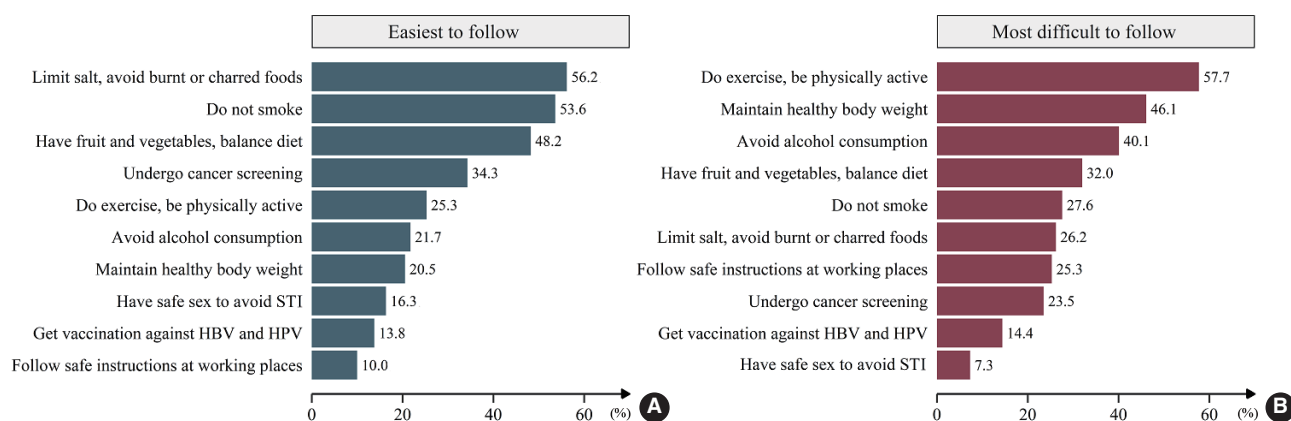 Easiest to follow
Limit salt, avoid burnt or charred foods 56.2
Do not smoke 53.6
Have fruit and vegetables, balance diet 48.2
Undergo cancer screening 34.3
Do exercise, be physically active 25.3
Avoid alcohol consumption 21.7
Maintain healthy body weight 20.5
Have safe sex to avoid STI 16.3
Get vaccination against HBV and HPV 13.8
Follow safe instructions at working places 10.0
0 20 40 60 (%)
A
Most difficult to follow
Do exercise, be physically active 57.7
Maintain healthy body weight 46.1
Avoid alcohol consumption 40.1
Have fruit and vegetables, balance diet 32.0
Do not smoke 27.6
Limit salt, avoid burnt or charred foods 26.2
Follow safe instructions at working places 25.3
Undergo cancer screening 23.5
Get vaccination against HBV and HPV 14.4
Have safe sex to avoid STI 7.3
0 20 40 60 (%)
B